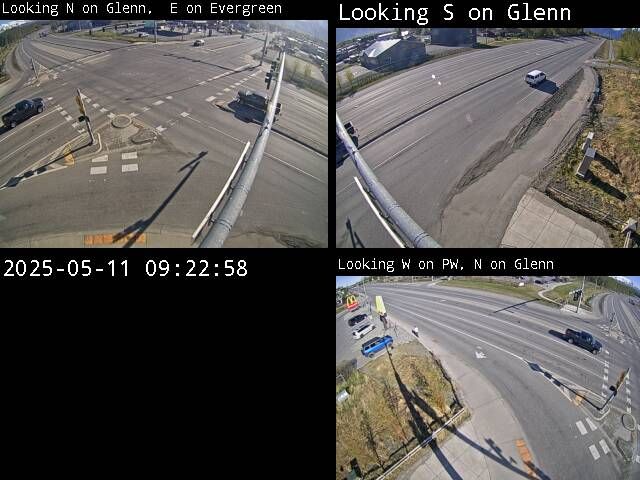 Looking N on Glenn,  E on Evergreen
Looking S on Glenn
2025-05-11 09:22:58
Looking W on PW, N on Glenn